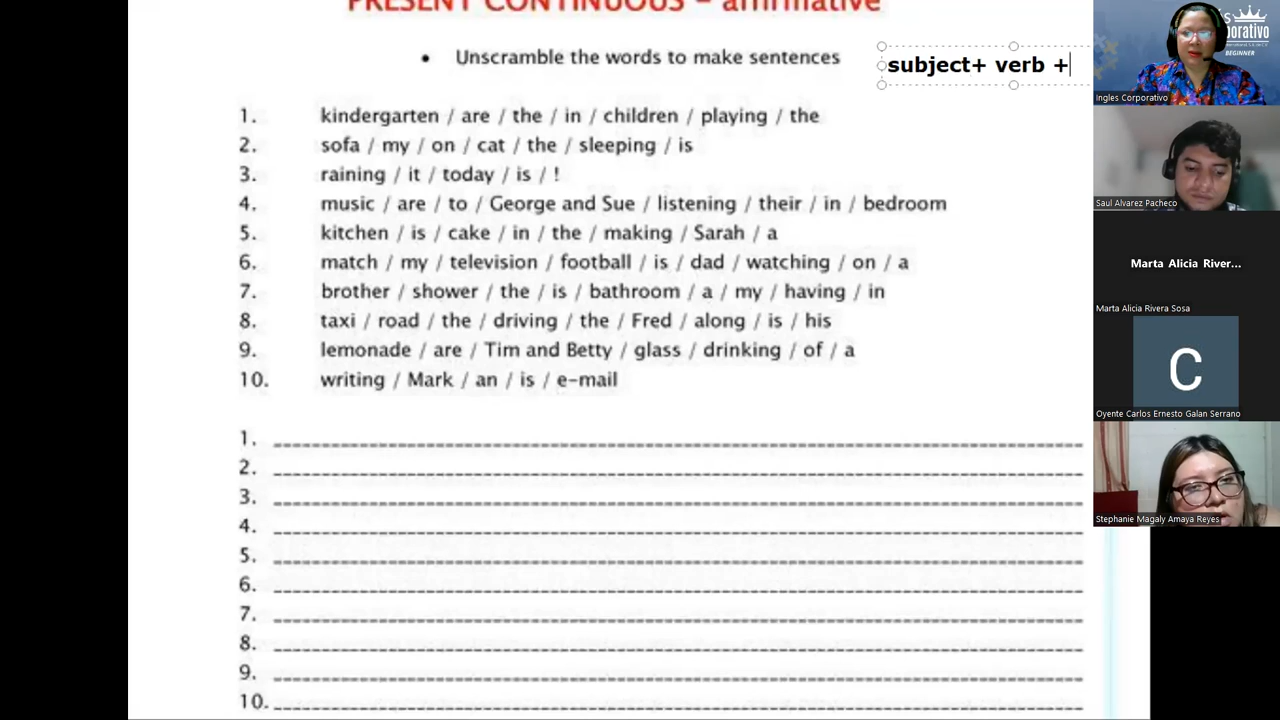 PRESENT CONTINUOUS - affirmative
• Unscramble the words to make sentences
subject+ verb +
1. kindergarten / are / the / in / children / playing / the
2. sofa / my / on / cat / the / sleeping / is
3. raining / it / today / is / !
4. music / are / to / George and Sue / listening / their / in / bedroom
5. kitchen / is / cake / in / the / making / Sarah / a
6. match / my / television / football / is / dad / watching / on / a
7. brother / shower / the / is / bathroom / a / my / having / in
8. taxi / road / the / driving / the / Fred / along / is / his
9. lemonade / are / Tim and Betty / glass / drinking / of / a
10. writing / Mark / an / is / e-mail
1.
2.
3.
4.
5.
6.
7.
8.
9.
10.
BEGINNER
Ingles Corporativo
Saul Alvarez Pacheco
Marta Alicia River...
Marta Alicia Rivera Sosa
C
Oyente Carlos Ernesto Galan Serrano
Stephanie Magaly Amaya Reyes